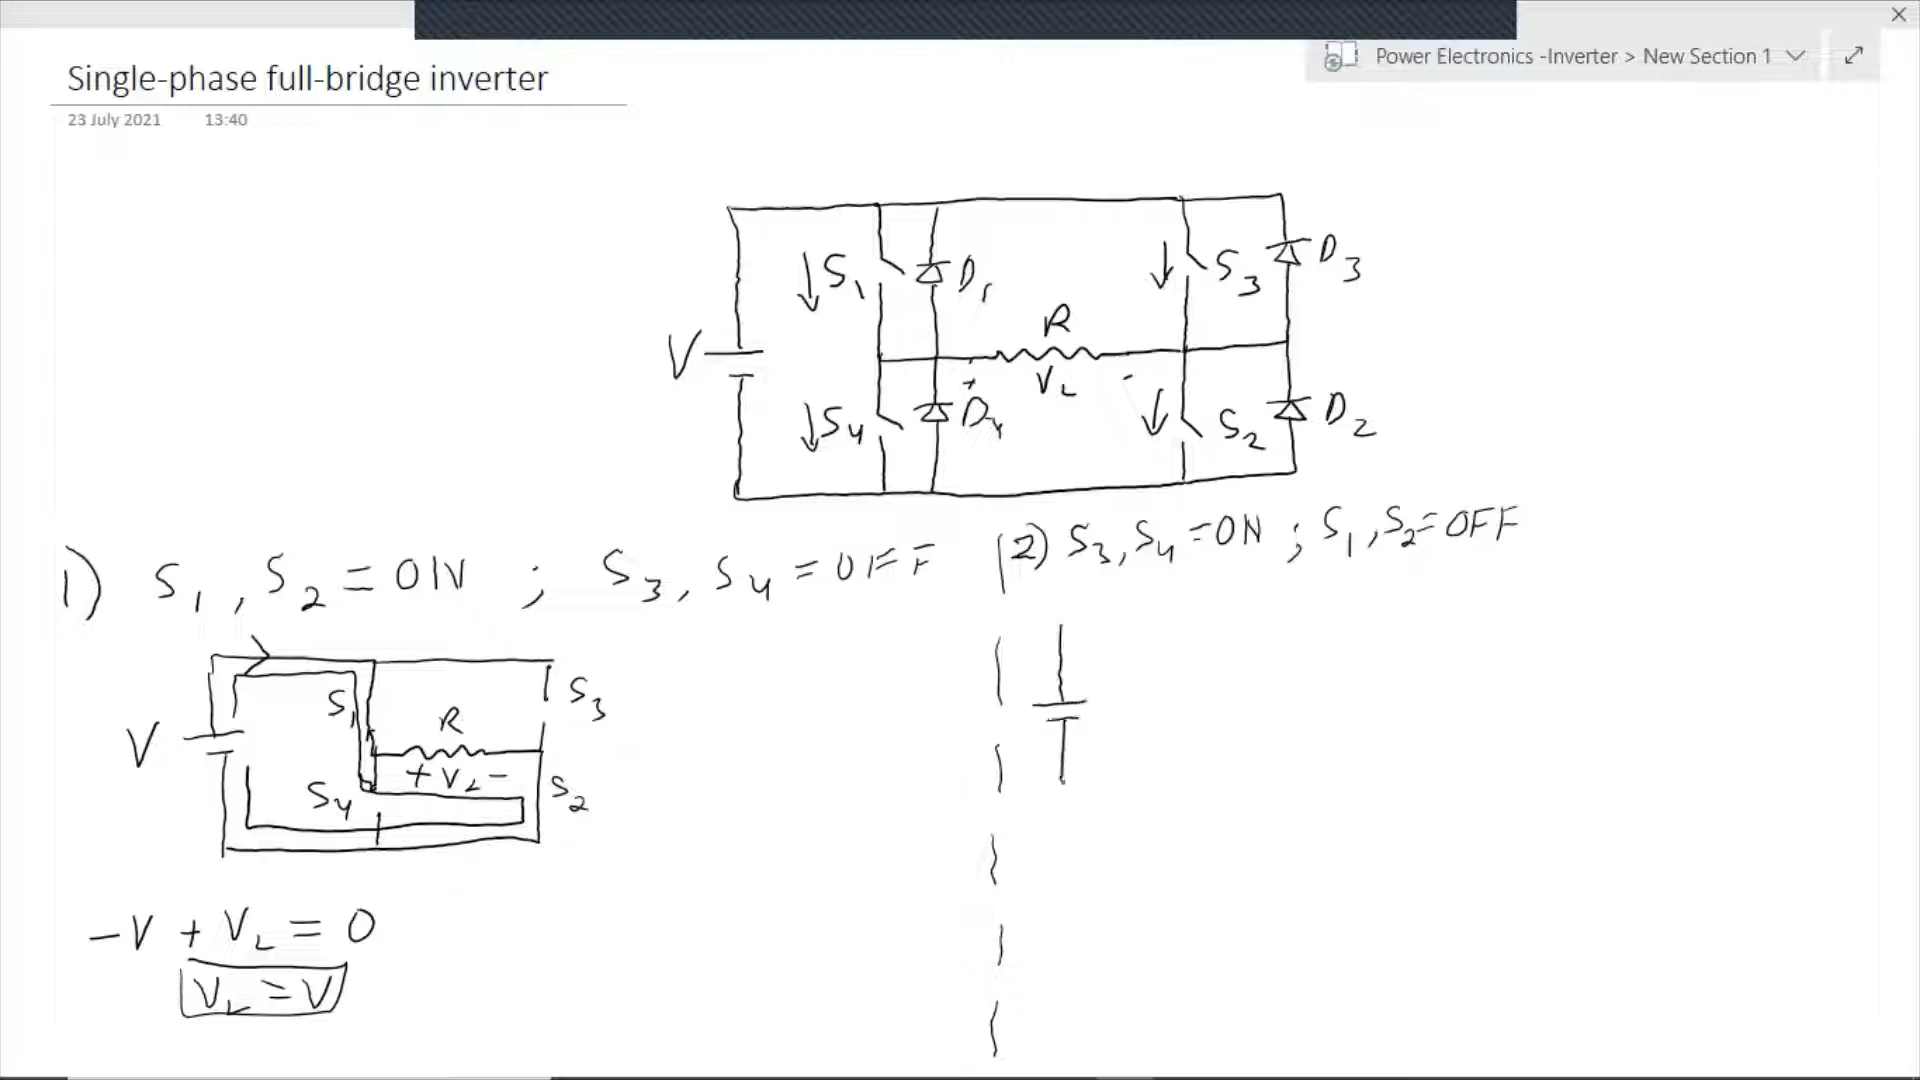 Power Electronics -Inverter > New Section 1
Single-phase full-bridge inverter
23 July 2021 13:40
S1 D1 S3 D3
R
V
+ VL -
S4 D4 S2 D2
1) S1, S2 = ON ; S3, S4 = OFF
2) S3, S4 = ON ; S1, S2 = OFF
S1 S3
R
V
+ VL -
S4 S2
-V + VL = 0
VL = V